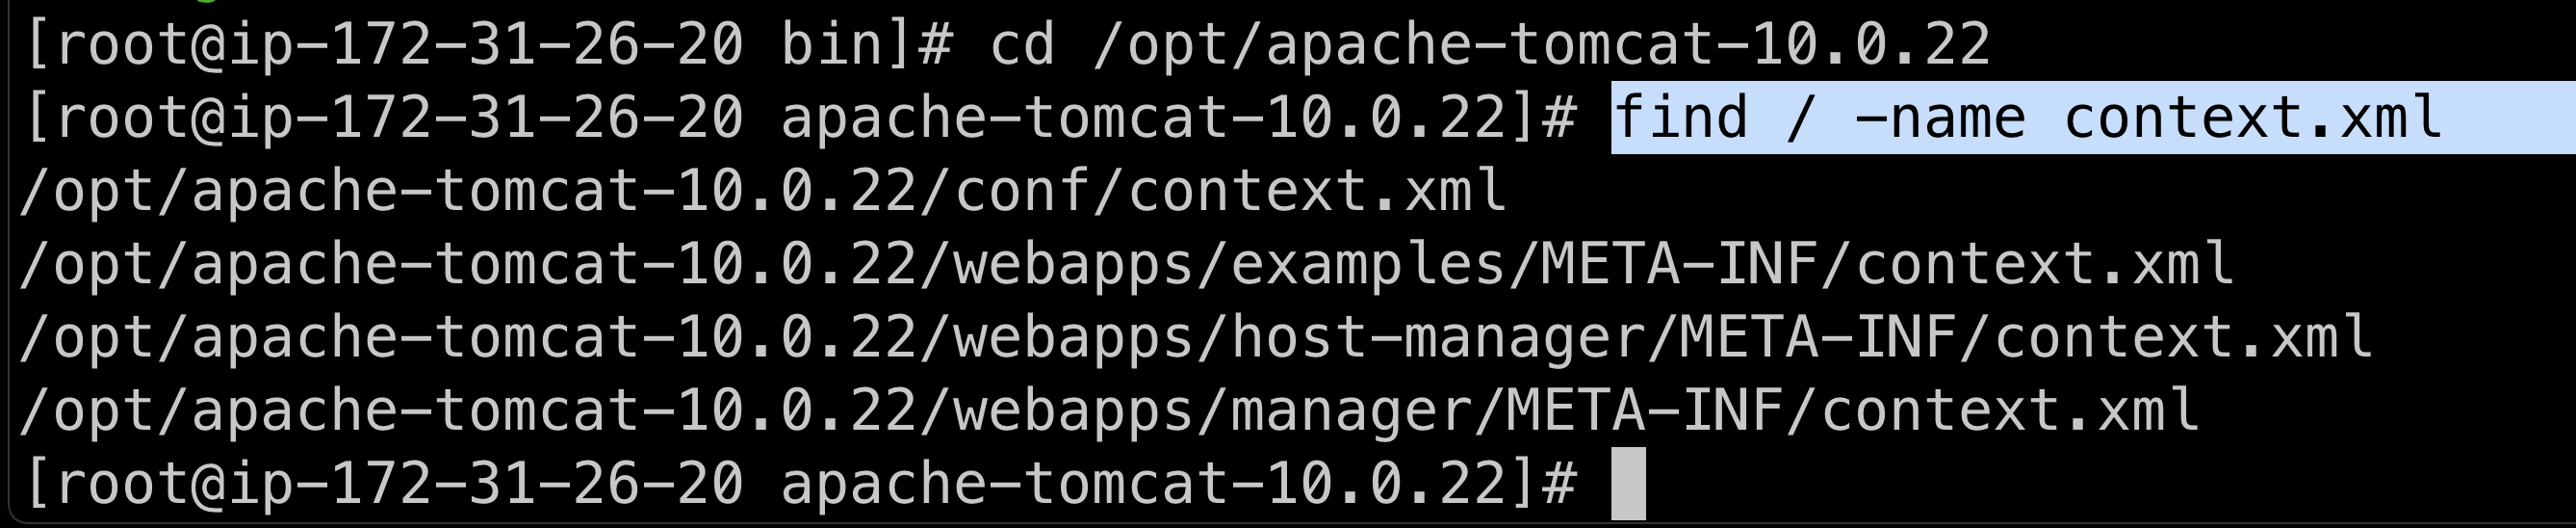 [root@ip-172-31-26-20 bin]# cd /opt/apache-tomcat-10.0.22
[root@ip-172-31-26-20 apache-tomcat-10.0.22]# find / -name context.xml
/opt/apache-tomcat-10.0.22/conf/context.xml
/opt/apache-tomcat-10.0.22/webapps/examples/META-INF/context.xml
/opt/apache-tomcat-10.0.22/webapps/host-manager/META-INF/context.xml
/opt/apache-tomcat-10.0.22/webapps/manager/META-INF/context.xml
[root@ip-172-31-26-20 apache-tomcat-10.0.22]#